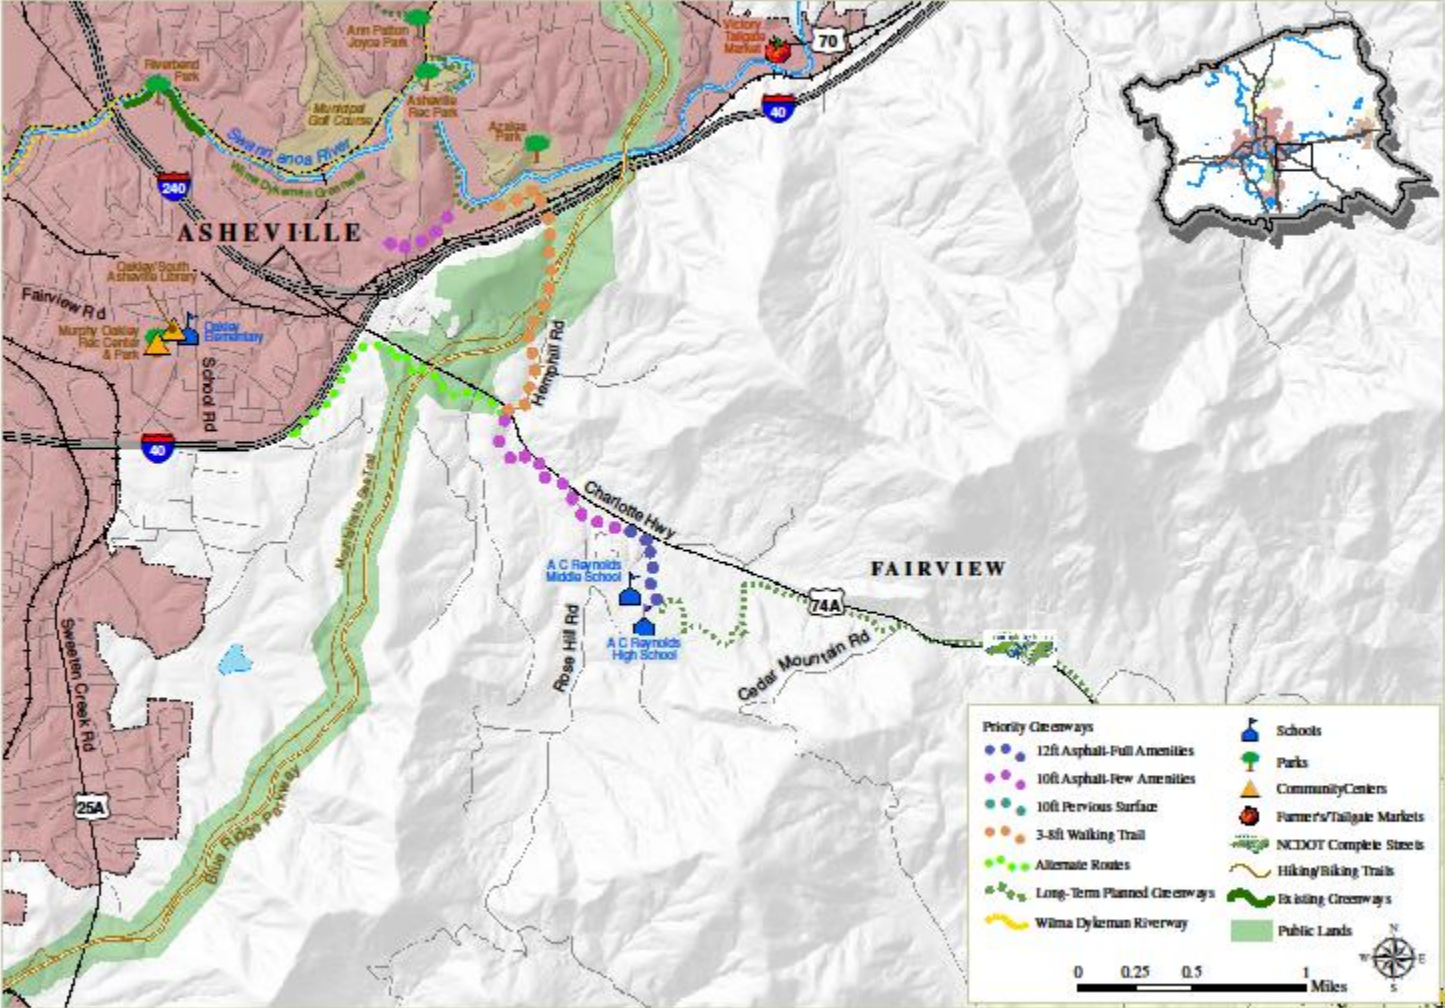 Ann Patton
Joyce Park
Victory
Tailgate
Market
70
Riverbend
Park
Municipal
Golf Course
Asheville
Rec Park
Azalea
Park
40
Swannanoa River
Wilma Dykeman Greenway
240
ASHEVILLE
Oakley/South
Asheville Library
Fairview Rd
Murphy Oakley
Rec Center
& Park
Oakley
Elementary
School Rd
Hemphill Rd
40
Mountains to Sea Trail
Charlotte Hwy
A C Reynolds
Middle School
FAIRVIEW
74A
Rose Hill Rd
A C Reynolds
High School
Cedar Mountain Rd
Sweeten Creek Rd
25A
Blue Ridge Parkway
Priority Greenways
12ft Asphalt-Full Amenities
10ft Asphalt-Few Amenities
10ft Pervious Surface
3-8ft Walking Trail
Alternate Routes
Long-Term Planned Greenways
Wilma Dykeman Riverway
Schools
Parks
CommunityCenters
Farmer's/Tailgate Markets
NCDOT Complete Streets
Hiking/Biking Trails
Existing Greenways
Public Lands
N
W
E
S
0 0.25 0.5 1
Miles